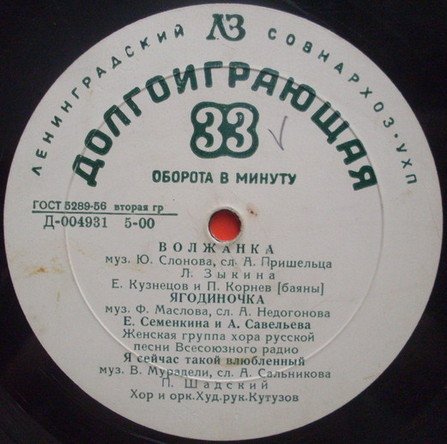 ЛЕНИНГРАДСКИЙ ЛЗ СОВНАРХОЗ · УХП
ДОЛГОИГРАЮЩАЯ
33
ОБОРОТА В МИНУТУ
ГОСТ 5289-56 вторая гр
Д-004931 5-00
ВОЛЖАНКА
муз. Ю. Слонова, сл. А. Пришельца
Л. Зыкина
Е. Кузнецов и П. Корнев [баяны]
ЯГОДИНОЧКА
муз. Ф. Маслова, сл. А. Недогонова
Е. Семенкина и А. Савельева
Женская группа хора русской
песни Всесоюзного радио
Я сейчас такой влюбленный
муз. В. Мурадели, сл. А. Сальникова
П. Шадский
Хор и орк. Худ. рук. Кутузов